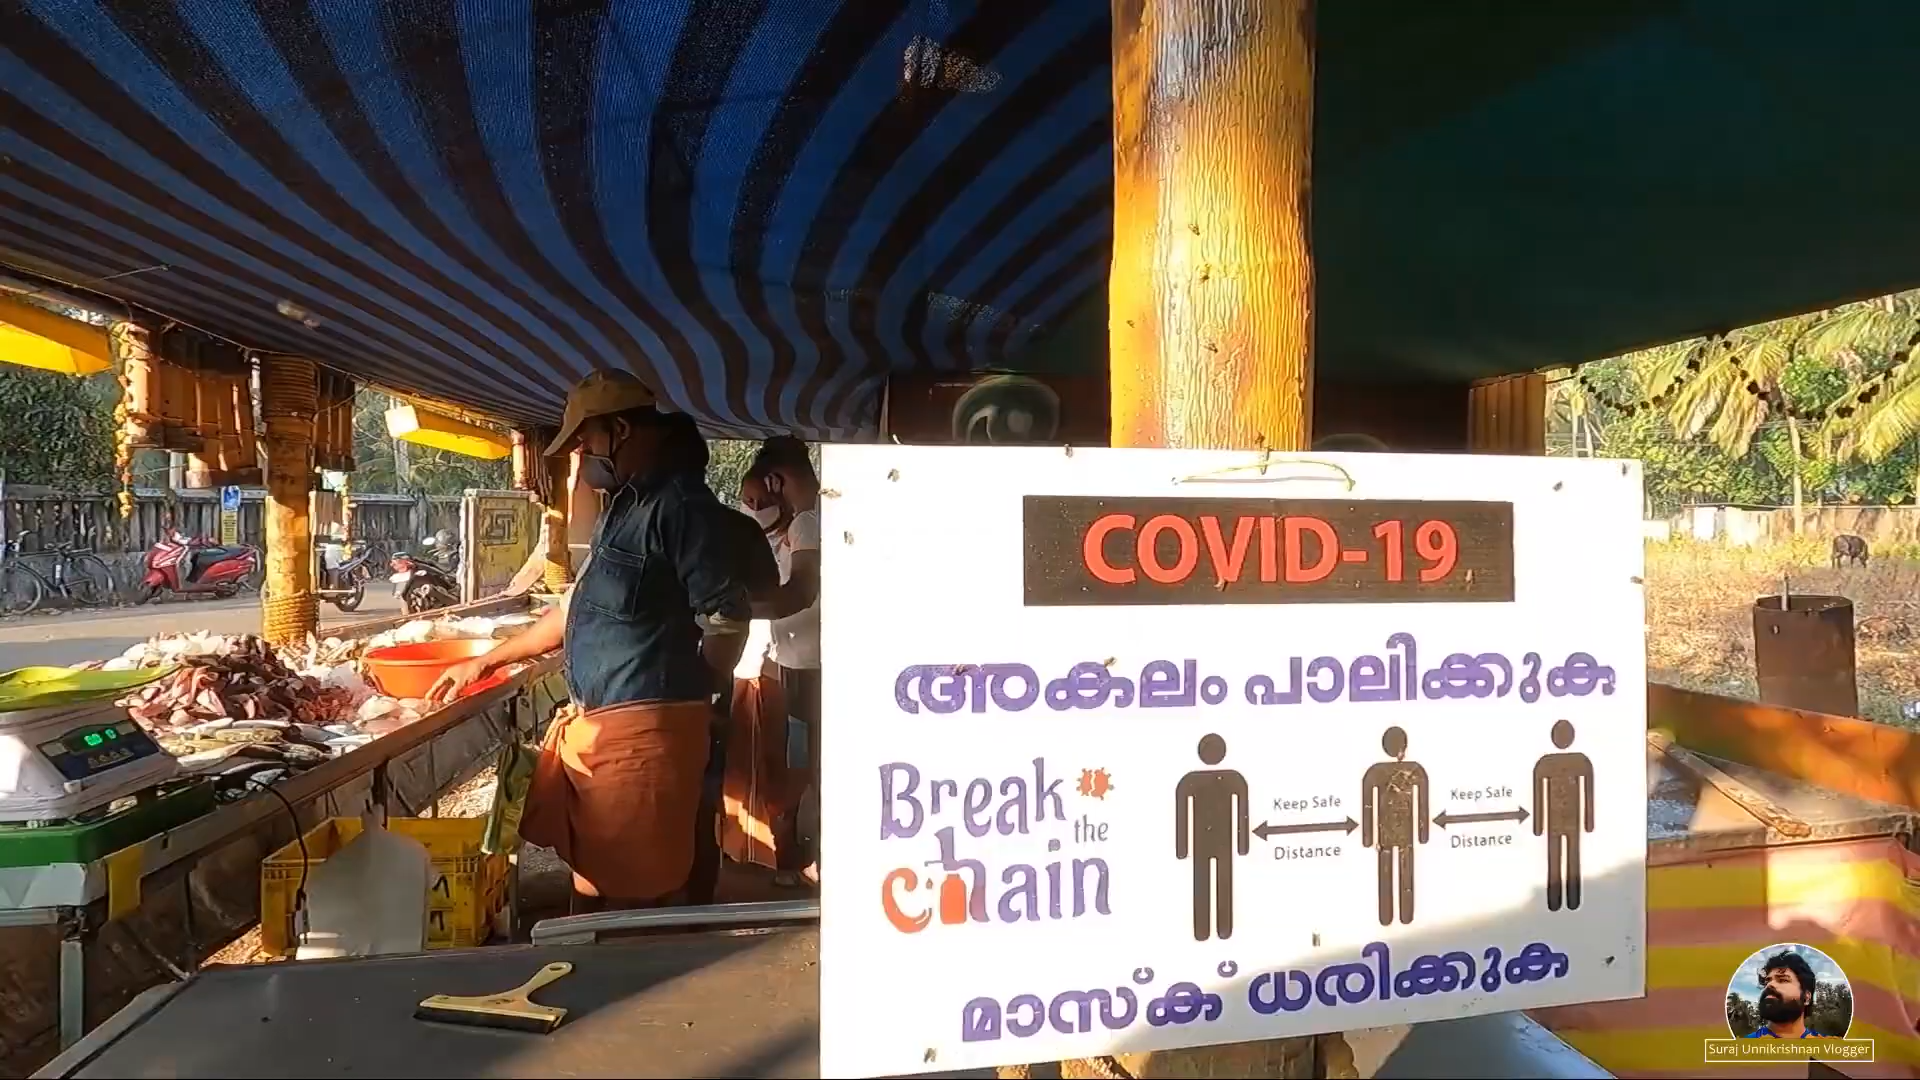 COVID-19
അകലം പാലിക്കുക
Break
the
chain
Keep Safe
Distance
Keep Safe
Distance
മാസ്ക് ധരിക്കുക
Suraj Unnikrishnan Vlogger